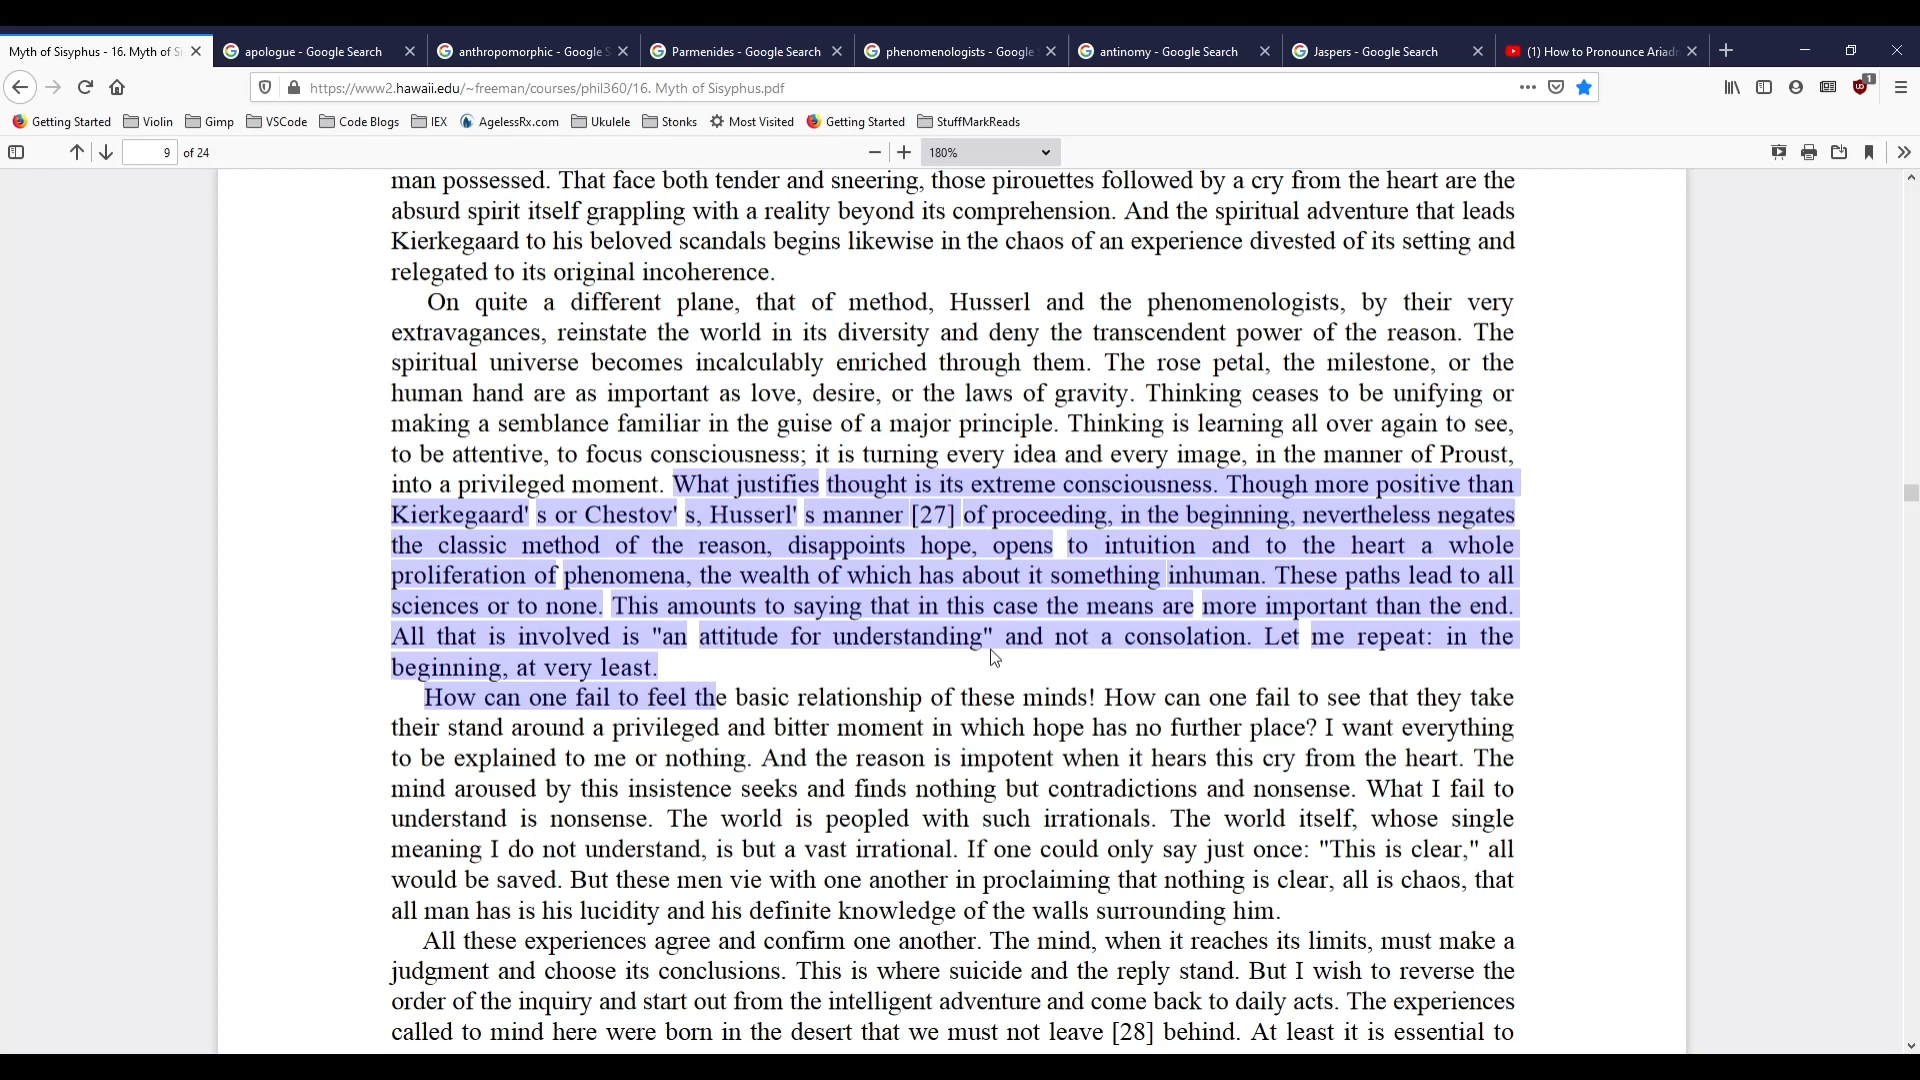 Myth of Sisyphus - 16. Myth of Si
apologue - Google Search
anthropomorphic - Google S
Parmenides - Google Search
phenomenologists - Google
antinomy - Google Search
Jaspers - Google Search
(1) How to Pronounce Ariadn
https://www2.hawaii.edu/~freeman/courses/phil360/16. Myth of Sisyphus.pdf
1
Getting Started
Violin
Gimp
VSCode
Code Blogs
IEX
AgelessRx.com
Ukulele
Stonks
Most Visited
Getting Started
StuffMarkReads
9 of 24
180%
man possessed. That face both tender and sneering, those pirouettes followed by a cry from the heart are the
absurd spirit itself grappling with a reality beyond its comprehension. And the spiritual adventure that leads
Kierkegaard to his beloved scandals begins likewise in the chaos of an experience divested of its setting and
relegated to its original incoherence.
On quite a different plane, that of method, Husserl and the phenomenologists, by their very
extravagances, reinstate the world in its diversity and deny the transcendent power of the reason. The
spiritual universe becomes incalculably enriched through them. The rose petal, the milestone, or the
human hand are as important as love, desire, or the laws of gravity. Thinking ceases to be unifying or
making a semblance familiar in the guise of a major principle. Thinking is learning all over again to see,
to be attentive, to focus consciousness; it is turning every idea and every image, in the manner of Proust,
into a privileged moment. What justifies thought is its extreme consciousness. Though more positive than
Kierkegaard' s or Chestov' s, Husserl' s manner [27] of proceeding, in the beginning, nevertheless negates
the classic method of the reason, disappoints hope, opens to intuition and to the heart a whole
proliferation of phenomena, the wealth of which has about it something inhuman. These paths lead to all
sciences or to none. This amounts to saying that in this case the means are more important than the end.
All that is involved is "an attitude for understanding" and not a consolation. Let me repeat: in the
beginning, at very least.
How can one fail to feel the basic relationship of these minds! How can one fail to see that they take
their stand around a privileged and bitter moment in which hope has no further place? I want everything
to be explained to me or nothing. And the reason is impotent when it hears this cry from the heart. The
mind aroused by this insistence seeks and finds nothing but contradictions and nonsense. What I fail to
understand is nonsense. The world is peopled with such irrationals. The world itself, whose single
meaning I do not understand, is but a vast irrational. If one could only say just once: "This is clear," all
would be saved. But these men vie with one another in proclaiming that nothing is clear, all is chaos, that
all man has is his lucidity and his definite knowledge of the walls surrounding him.
All these experiences agree and confirm one another. The mind, when it reaches its limits, must make a
judgment and choose its conclusions. This is where suicide and the reply stand. But I wish to reverse the
order of the inquiry and start out from the intelligent adventure and come back to daily acts. The experiences
called to mind here were born in the desert that we must not leave [28] behind. At least it is essential to